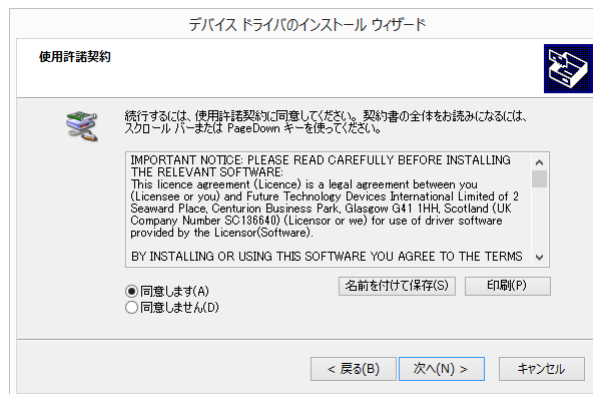 デバイス ドライバのインストール ウィザード
使用許諾契約
続行するには、使用許諾契約に同意してください。契約書の全体をお読みになるには、
スクロール バーまたは PageDown キーを使ってください。
IMPORTANT NOTICE: PLEASE READ CAREFULLY BEFORE INSTALLING
THE RELEVANT SOFTWARE:
This licence agreement (Licence) is a legal agreement between you
(Licensee or you) and Future Technology Devices International Limited of 2
Seaward Place, Centurion Business Park, Glasgow G41 1HH, Scotland (UK
Company Number SC136640) (Licensor or we) for use of driver software
provided by the Licensor(Software).
BY INSTALLING OR USING THIS SOFTWARE YOU AGREE TO THE TERMS
同意します(A)
同意しません(D)
名前を付けて保存(S)
印刷(P)
< 戻る(B)
次へ(N) >
キャンセル